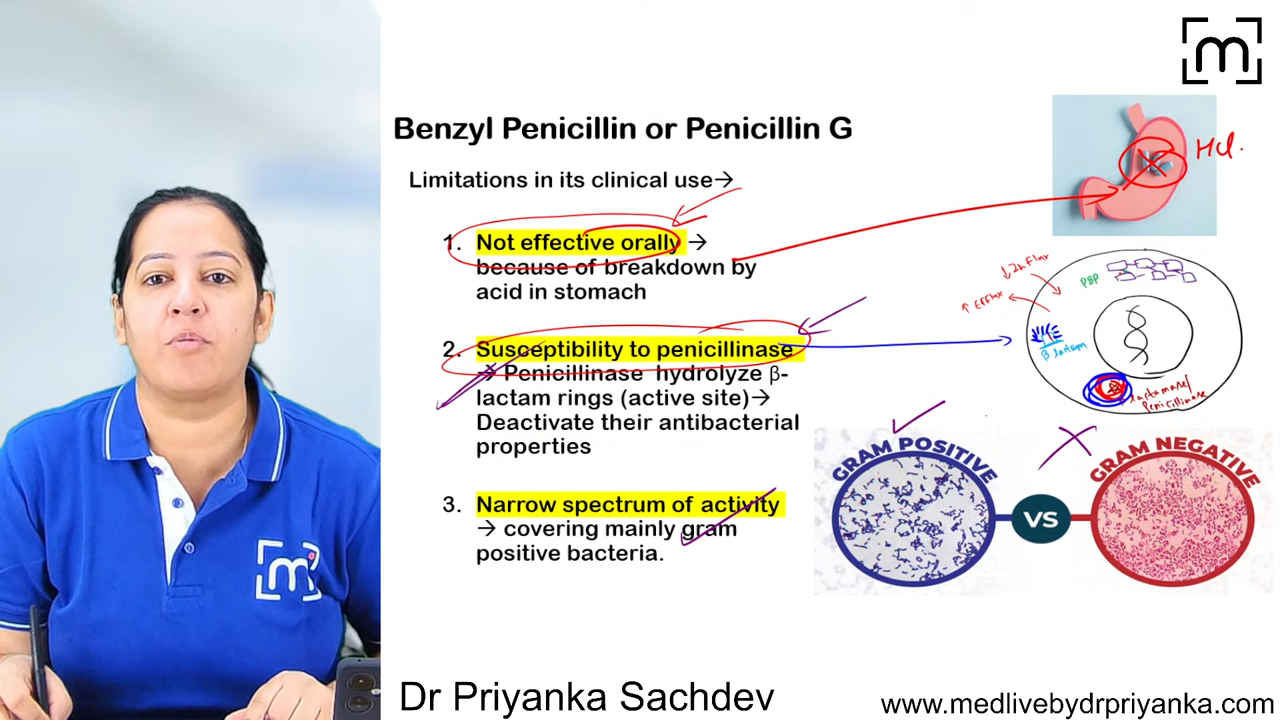 m
Benzyl Penicillin or Penicillin G
Limitations in its clinical use→
1. Not effective orally →
because of breakdown by
acid in stomach
2. Susceptibility to penicillinase
→ Penicillinase hydrolyze β-
lactam rings (active site)→
Deactivate their antibacterial
properties
3. Narrow spectrum of activity
→ covering mainly gram
positive bacteria.
HCl.
↓ Influx
↑ Efflux
PBP
β lactam
lactamase/
Penicillinase
GRAM POSITIVE
VS
GRAM NEGATIVE
m
Dr Priyanka Sachdev
www.medlivebydrpriyanka.com